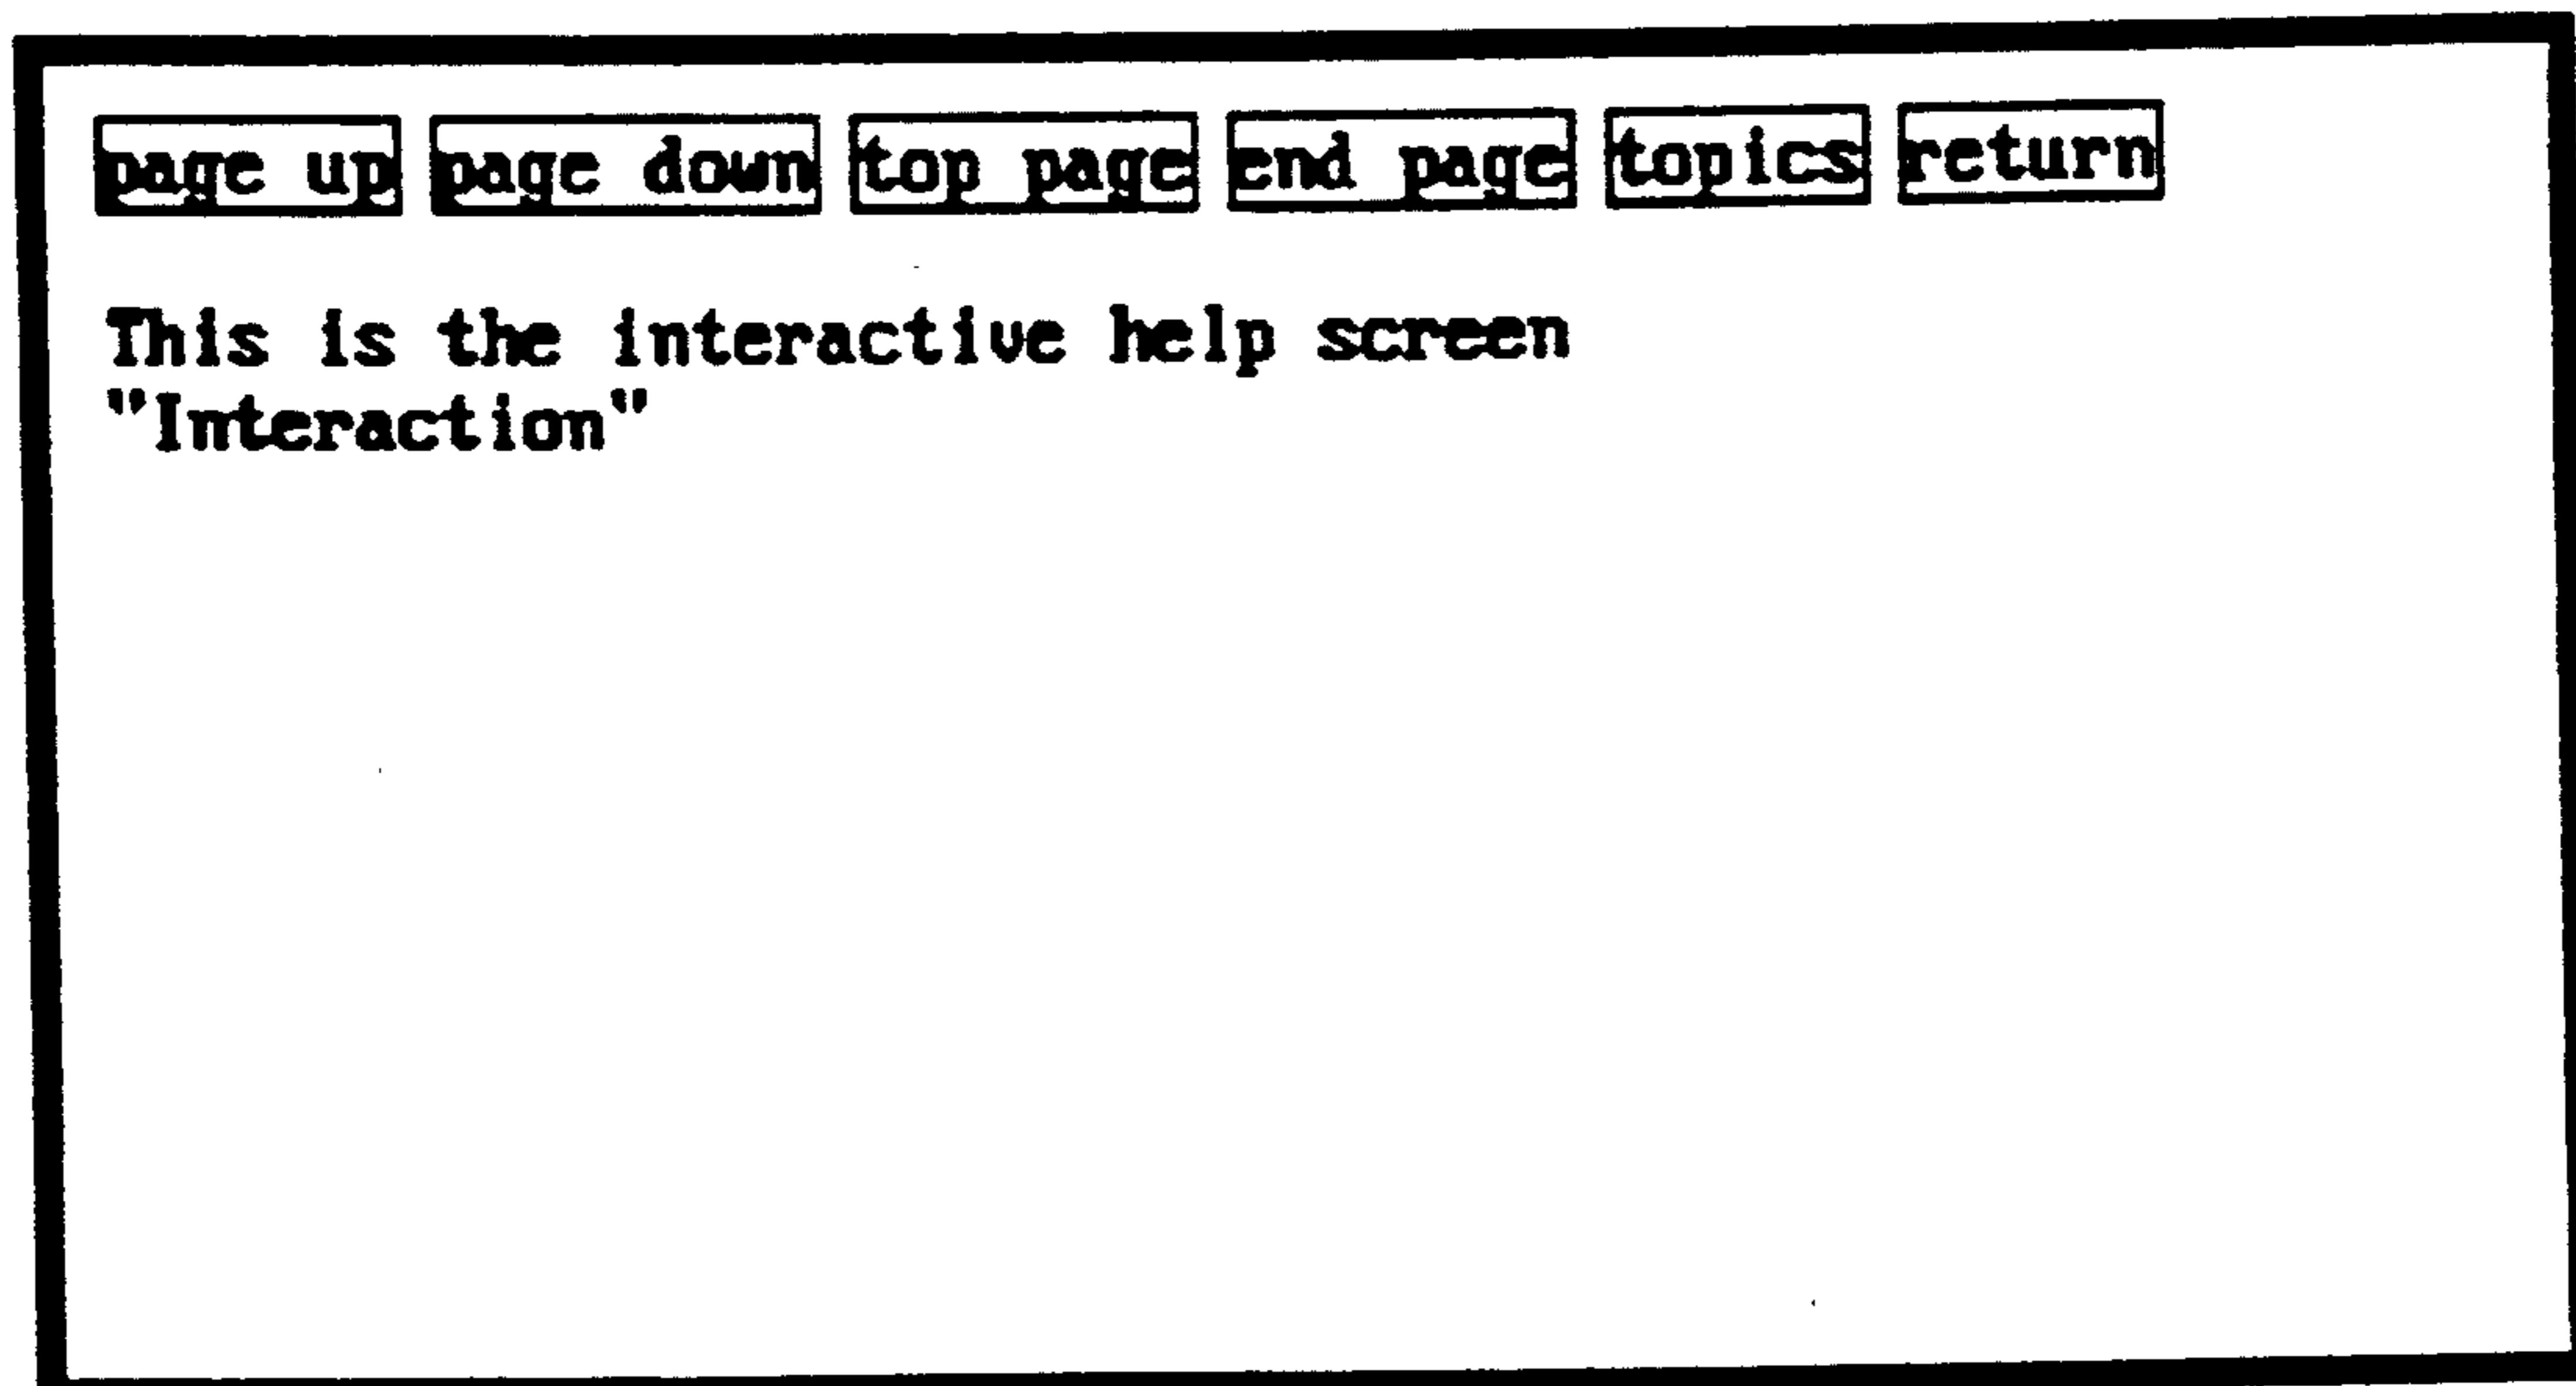 page up page down top page end page topics return
This is the interactive help screen
"Interaction"